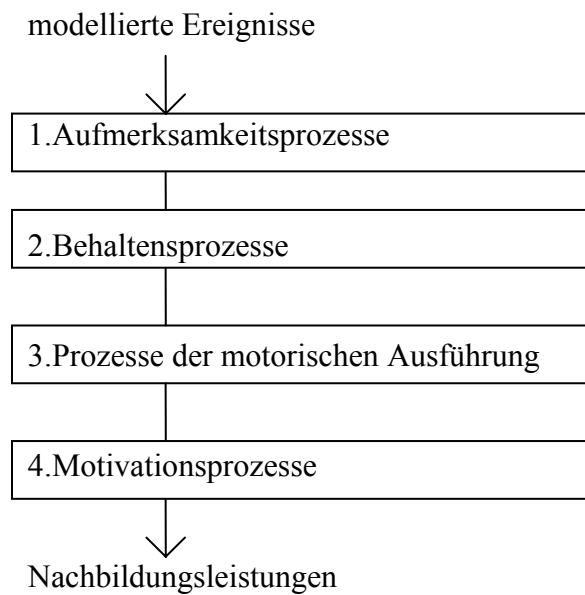 modellierte Ereignisse
1.Aufmerksamkeitsprozesse
2.Behaltensprozesse
3.Prozesse der motorischen Ausführung
4.Motivationsprozesse
Nachbildungsleistungen